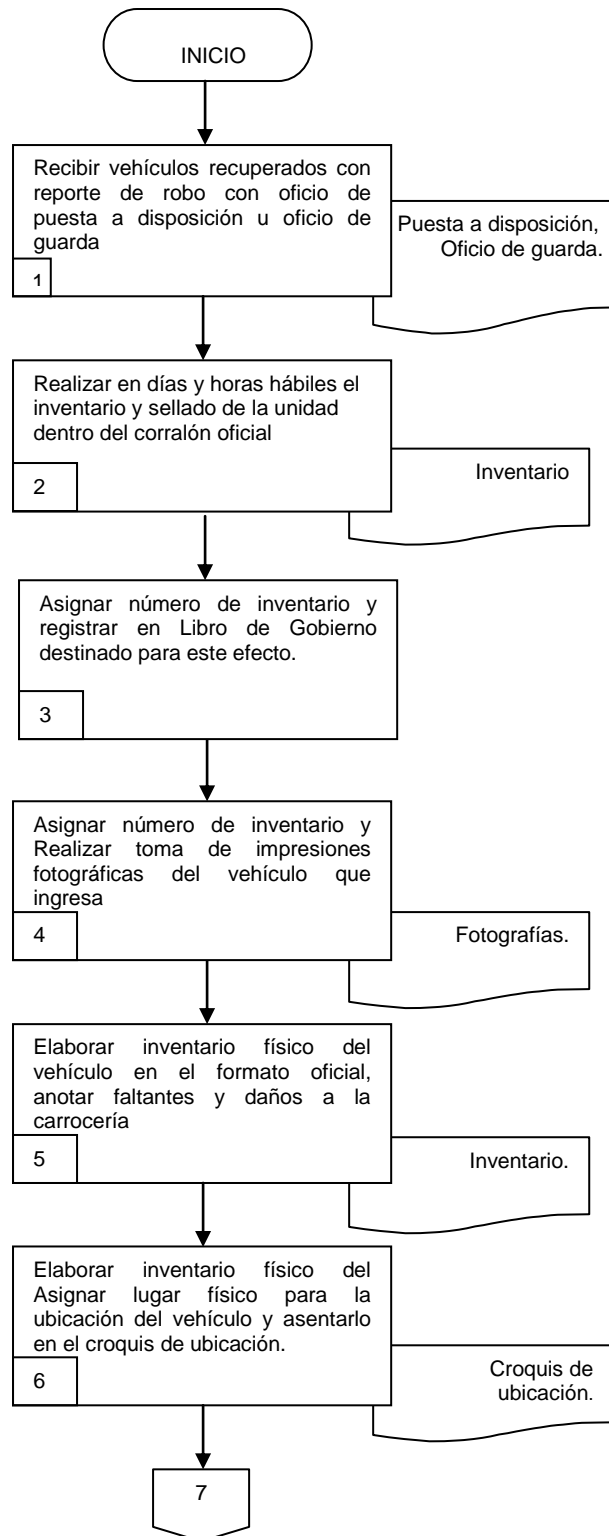 INICIO
Recibir vehículos recuperados con
reporte de robo con oficio de
puesta a disposición u oficio de
guarda
1
Puesta a disposición,
Oficio de guarda.
Realizar en días y horas hábiles el
inventario y sellado de la unidad
dentro del corralón oficial
2
Inventario
Asignar número de inventario y
registrar en Libro de Gobierno
destinado para este efecto.
3
Asignar número de inventario y
Realizar toma de impresiones
fotográficas del vehículo que
ingresa
4
Fotografías.
Elaborar inventario físico del
vehículo en el formato oficial,
anotar faltantes y daños a la
carrocería
5
Inventario.
Elaborar inventario físico del
Asignar lugar físico para la
ubicación del vehículo y asentarlo
en el croquis de ubicación.
6
Croquis de
ubicación.
7